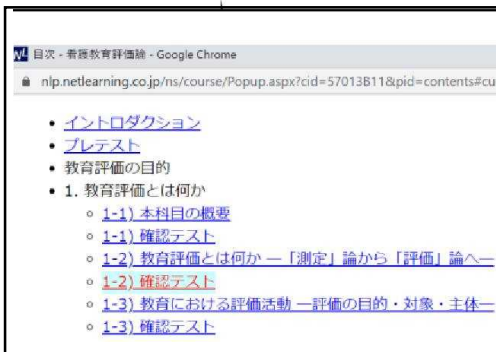 NL 目次 - 看護教育評価論 - Google Chrome
nlp.netlearning.co.jp/ns/course/Popup.aspx?cid=57013B11&pid=contents#cu
• イントロダクション
• プレテスト
• 教育評価の目的
• 1. 教育評価とは何か
○ 1-1) 本科目の概要
○ 1-1) 確認テスト
○ 1-2) 教育評価とは何か ―「測定」論から「評価」論へ―
○ 1-2) 確認テスト
○ 1-3) 教育における評価活動 ―評価の目的・対象・主体―
○ 1-3) 確認テスト